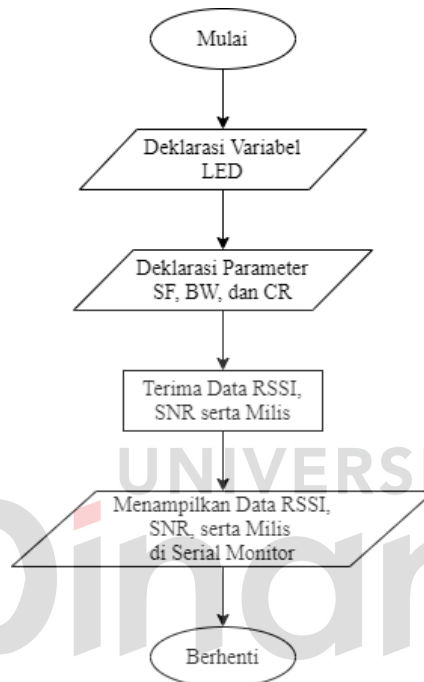 Mulai
Deklarasi Variabel
LED
Deklarasi Parameter
SF, BW, dan CR
Terima Data RSSI,
SNR serta Milis
UNIVERSI
Menampilkan Data RSSI,
SNR, serta Milis
di Serial Monitor
Dinar
Berhenti